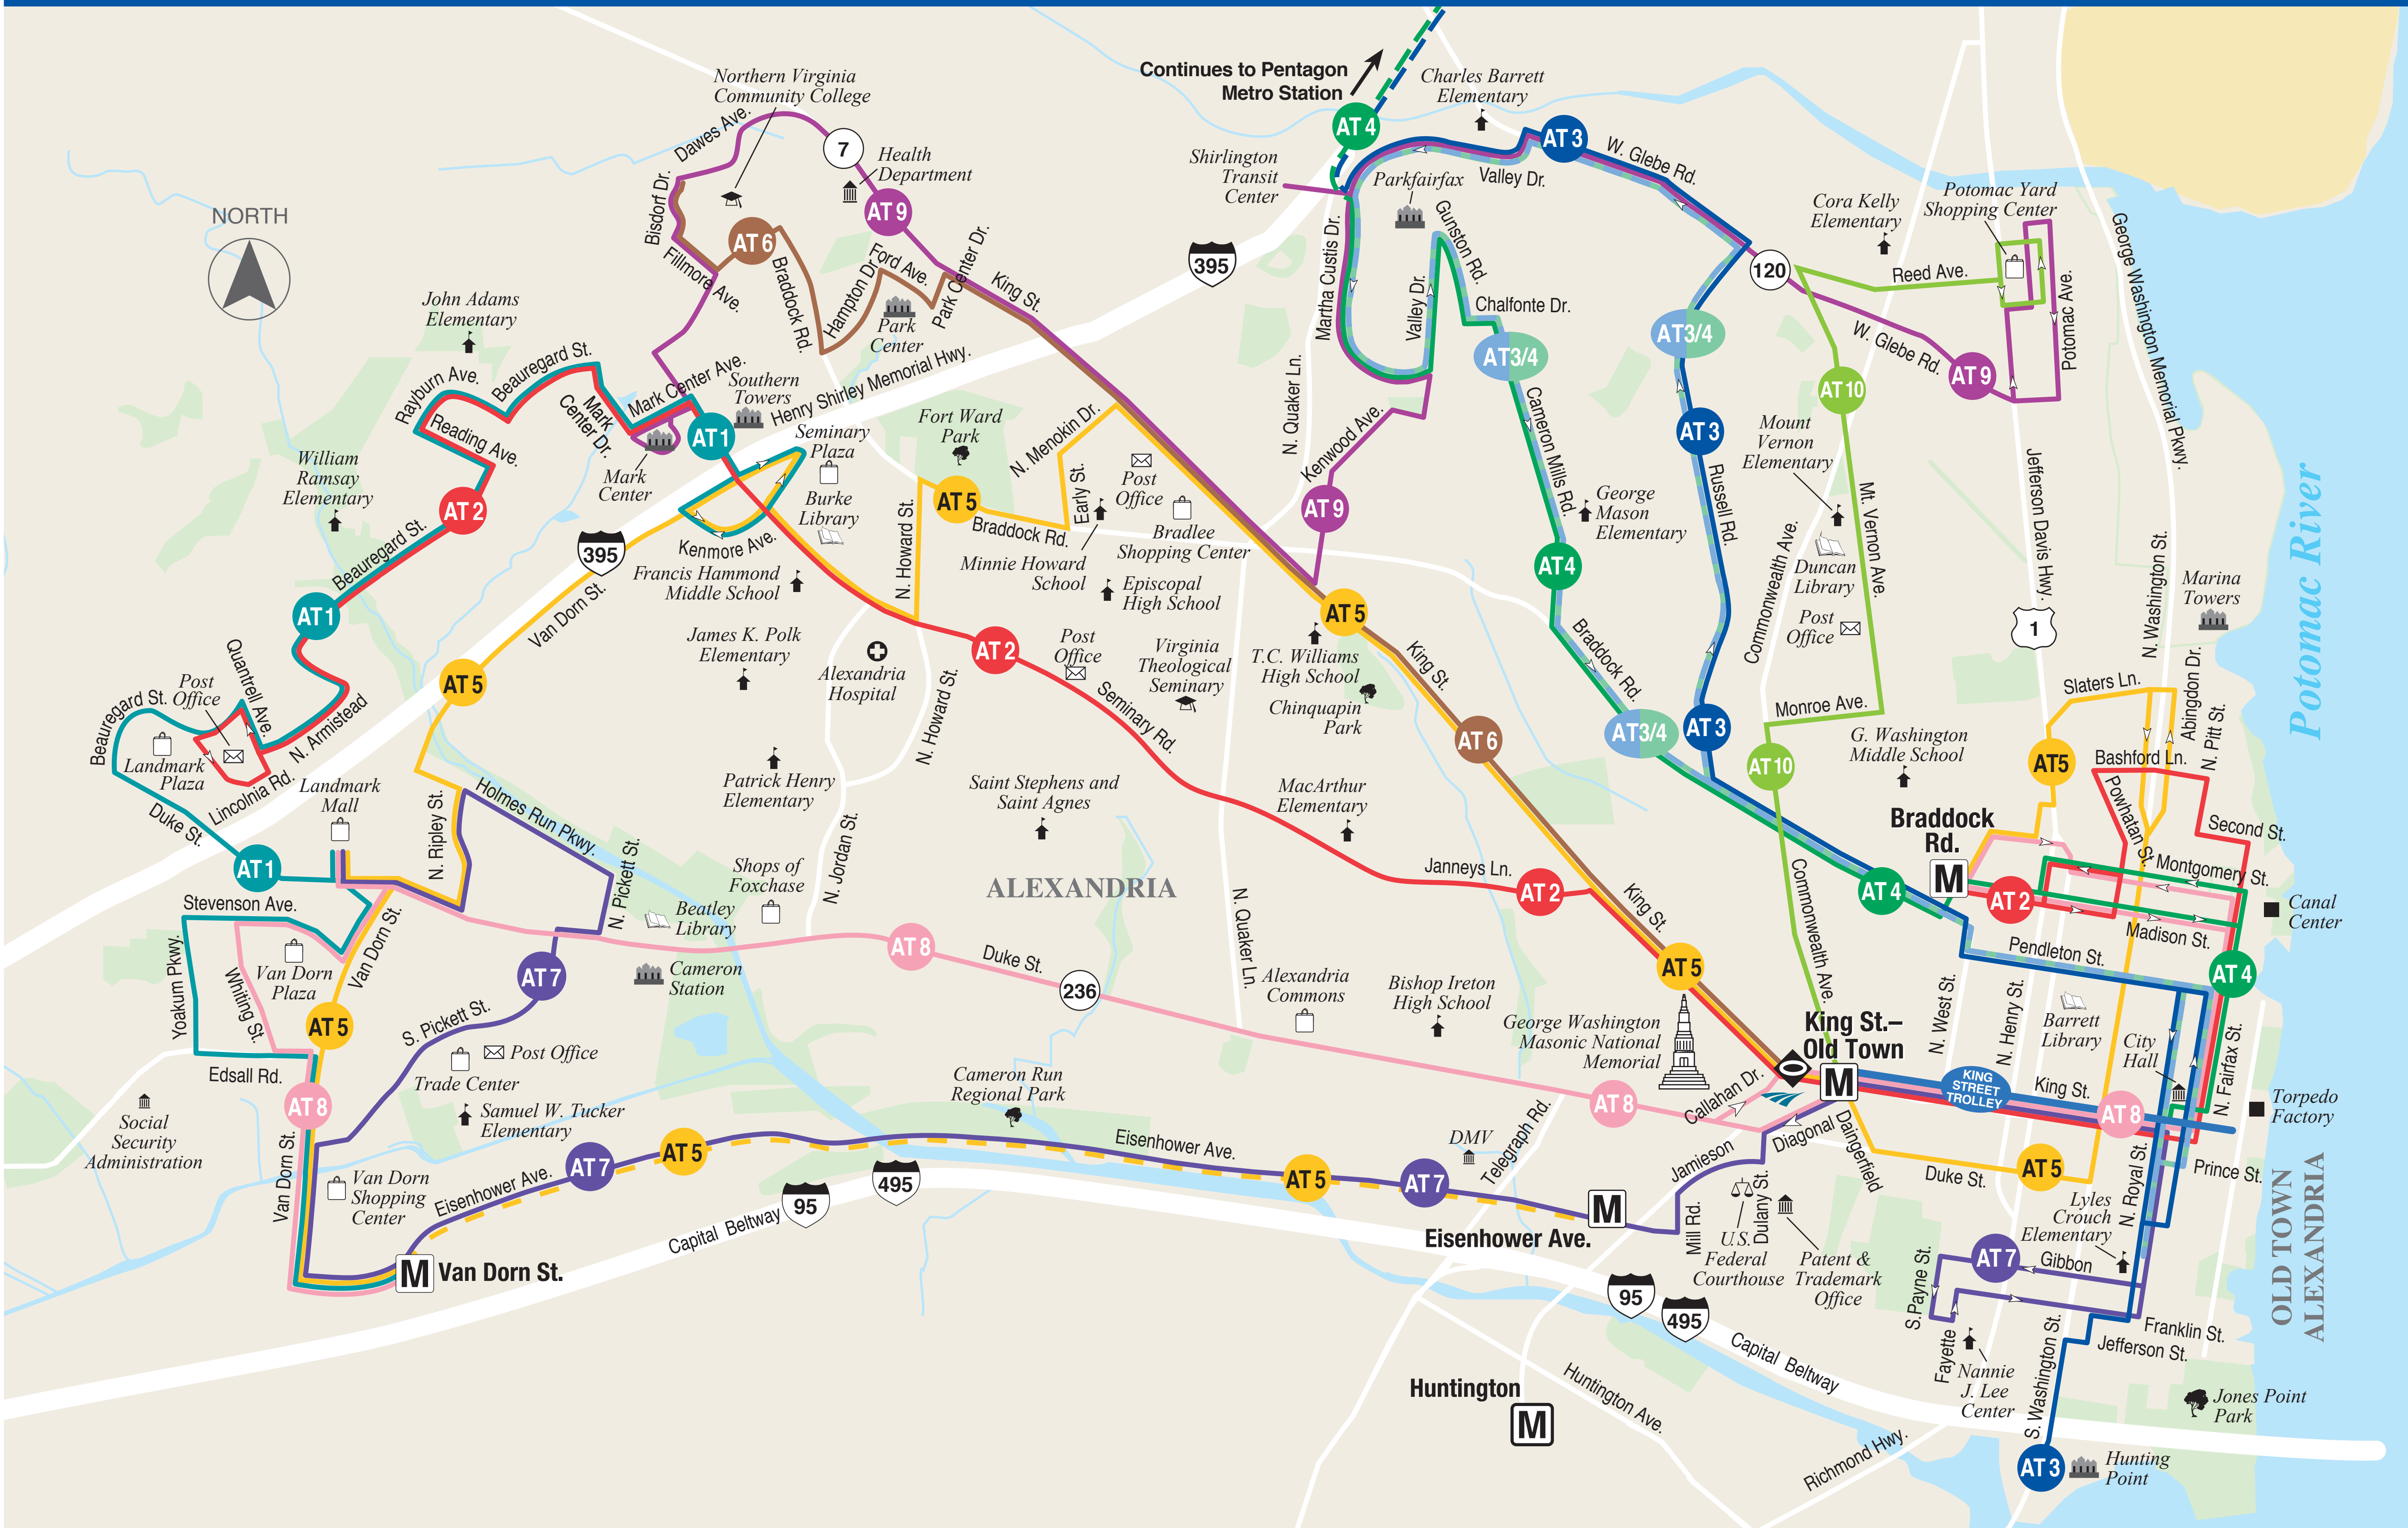 NORTH
Continues to Pentagon
Metro Station
Northern Virginia
Community College
Dawes Ave.
7
Health
Department
Bisdorf Dr.
AT 9
AT 6
Fillmore Ave.
Braddock Rd.
Hampton Dr.
Ford Ave.
Park Center Dr.
Park
Center
King St.
Charles Barrett
Elementary
AT 4
AT 3
W. Glebe Rd.
Shirlington
Transit
Center
Parkfairfax
Valley Dr.
Gunston Rd.
395
Martha Custis Dr.
Valley Dr.
Chalfonte Dr.
AT3/4
AT3/4
120
Cora Kelly
Elementary
Potomac Yard
Shopping Center
Reed Ave.
W. Glebe Rd.
AT 9
Potomac Ave.
George Washington Memorial Pkwy.
John Adams
Elementary
Rayburn Ave.
Beauregard St.
Reading Ave.
Mark
Center Dr.
Mark Center Ave.
Southern
Towers
Henry Shirley Memorial Hwy.
AT1
Mark
Center
Seminary
Plaza
Burke
Library
Kenmore Ave.
William
Ramsay
Elementary
AT 2
Beauregard St.
395
Van Dorn St.
AT1
Fort Ward
Park
N. Menokin Dr.
AT 5
Braddock Rd.
Early St.
N. Howard St.
Post
Office
Bradlee
Shopping Center
Minnie Howard
School
Episcopal
High School
Francis Hammond
Middle School
James K. Polk
Elementary
Alexandria
Hospital
AT 2
Post
Office
Virginia
Theological
Seminary
Seminary Rd.
N. Howard St.
N. Quaker Ln.
Kenwood Ave.
AT 9
AT 5
T.C. Williams
High School
Chinquapin
Park
King St.
AT 6
Cameron Mills Rd.
George
Mason
Elementary
AT4
Braddock Rd.
AT3/4
AT 3
AT 3
Russell Rd.
AT10
Mount
Vernon
Elementary
Commonwealth Ave.
Mt. Vernon Ave.
Duncan
Library
Post
Office
Monroe Ave.
AT10
G. Washington
Middle School
Jefferson Davis Hwy.
1
N. Washington St.
Marina
Towers
Potomac River
Slaters Ln.
Abingdon Dr.
N. Pitt St.
AT5
Bashford Ln.
Powhatan St.
Second St.
Montgomery St.
Quantrell Ave.
Post
Office
Beauregard St.
Beauregard St.
Landmark
Plaza
N. Armistead
Lincolnia Rd.
Landmark
Mall
Duke St.
AT1
AT 5
N. Ripley St.
Holmes Run Pkwy.
N. Pickett St.
Patrick Henry
Elementary
Saint Stephens and
Saint Agnes
MacArthur
Elementary
Shops of
Foxchase
N. Jordan St.
ALEXANDRIA
Beatley
Library
Cameron
Station
AT 8
Duke St.
236
N. Quaker Ln.
Janneys Ln.
AT 2
King St.
AT 5
Commonwealth Ave.
AT 4
Braddock
Rd.
M
AT 2
Madison St.
Canal
Center
Pendleton St.
AT 4
Stevenson Ave.
Yoakum Pkwy.
Whiting St.
Van Dorn
Plaza
Van Dorn St.
AT 5
AT 7
S. Pickett St.
Post Office
Trade Center
Edsall Rd.
AT 8
Social
Security
Administration
Samuel W. Tucker
Elementary
Van Dorn St.
Van Dorn
Shopping
Center
Eisenhower Ave.
AT 7
AT 5
M
Van Dorn St.
Capital Beltway
95
495
Cameron Run
Regional Park
Eisenhower Ave.
AT 5
AT 7
DMV
Telegraph Rd.
M
Eisenhower Ave.
Alexandria
Commons
Bishop Ireton
High School
George Washington
Masonic National
Memorial
AT 8
Callahan Dr.
King St.–
Old Town
M
KING
STREET
TROLLEY
King St.
AT 8
N. West St.
N. Henry St.
Barrett
Library
City
Hall
N. Fairfax St.
Torpedo
Factory
Prince St.
Jamieson
Diagonal
Daingerfield
Duke St.
AT 5
Mill Rd.
Dulany St.
U.S.
Federal
Courthouse
Patent &
Trademark
Office
Lyles
Crouch
Elementary
N. Royal St.
OLD TOWN
ALEXANDRIA
AT 7
Gibbon
S. Payne St.
Fayette
Nannie
J. Lee
Center
Franklin St.
Jefferson St.
S. Washington St.
AT 3
Hunting
Point
Jones Point
Park
95
495
Capital Beltway
Huntington
M
Huntington Ave.
Richmond Hwy.